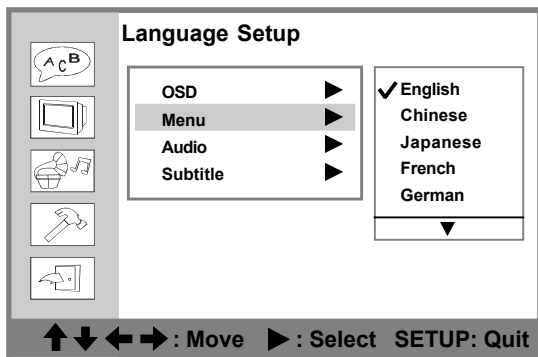 Language Setup
A C B
OSD
Menu
Audio
Subtitle
English
Chinese
Japanese
French
German
: Move : Select SETUP: Quit